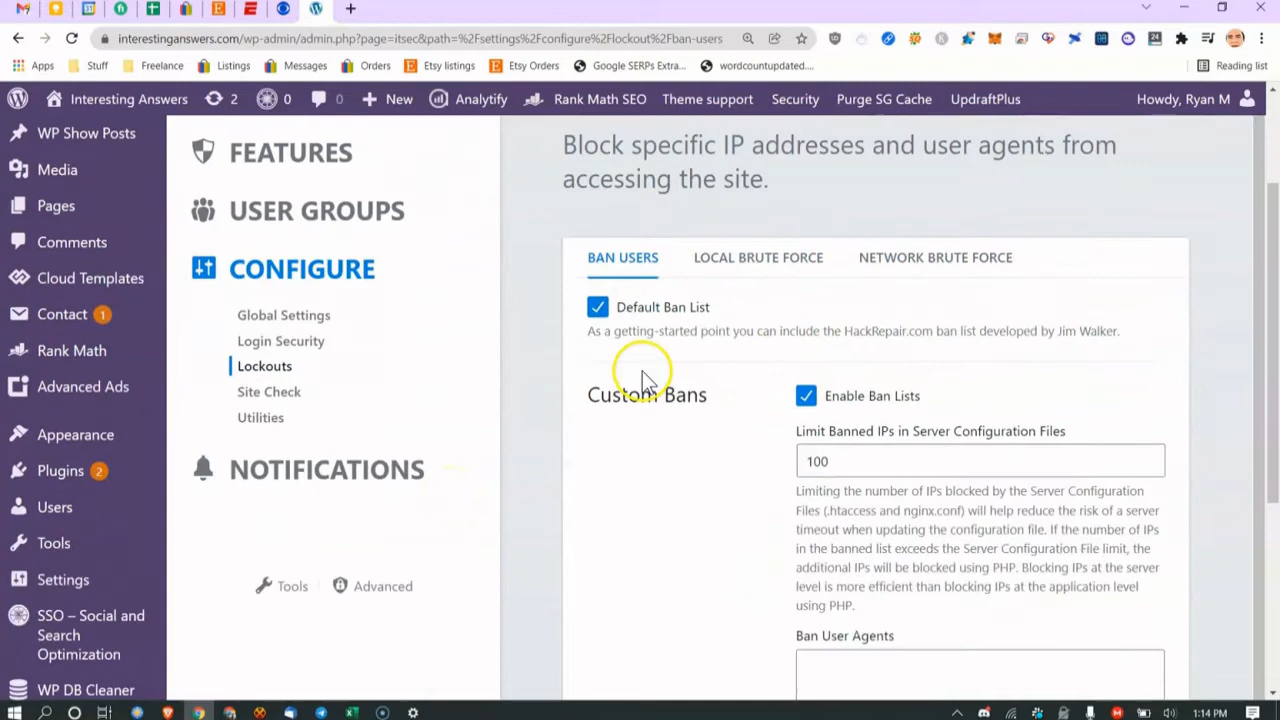 interestinganswers.com/wp-admin/admin.php?page=itsec&path=%2Fsettings%2Fconfigure%2Flockout%2Fban-users
Apps Stuff Freelance Listings Messages Orders Etsy listings Etsy Orders Google SERPs Extra... wordcountupdated.... Reading list
Interesting Answers 2 0 0 New Analytify Rank Math SEO Theme support Security Purge SG Cache UpdraftPlus Howdy, Ryan M
WP Show Posts
Media
Pages
Comments
Cloud Templates
Contact 1
Rank Math
Advanced Ads
Appearance
Plugins 2
Users
Tools
Settings
SSO – Social and
Search
Optimization
WP DB Cleaner
FEATURES
USER GROUPS
CONFIGURE
Global Settings
Login Security
Lockouts
Site Check
Utilities
NOTIFICATIONS
Tools Advanced
Block specific IP addresses and user agents from
accessing the site.
BAN USERS LOCAL BRUTE FORCE NETWORK BRUTE FORCE
Default Ban List
As a getting-started point you can include the HackRepair.com ban list developed by Jim Walker.
Custom Bans
Enable Ban Lists
Limit Banned IPs in Server Configuration Files
100
Limiting the number of IPs blocked by the Server Configuration
Files (.htaccess and nginx.conf) will help reduce the risk of a server
timeout when updating the configuration file. If the number of IPs
in the banned list exceeds the Server Configuration File limit, the
additional IPs will be blocked using PHP. Blocking IPs at the server
level is more efficient than blocking IPs at the application level
using PHP.
Ban User Agents
1:14 PM